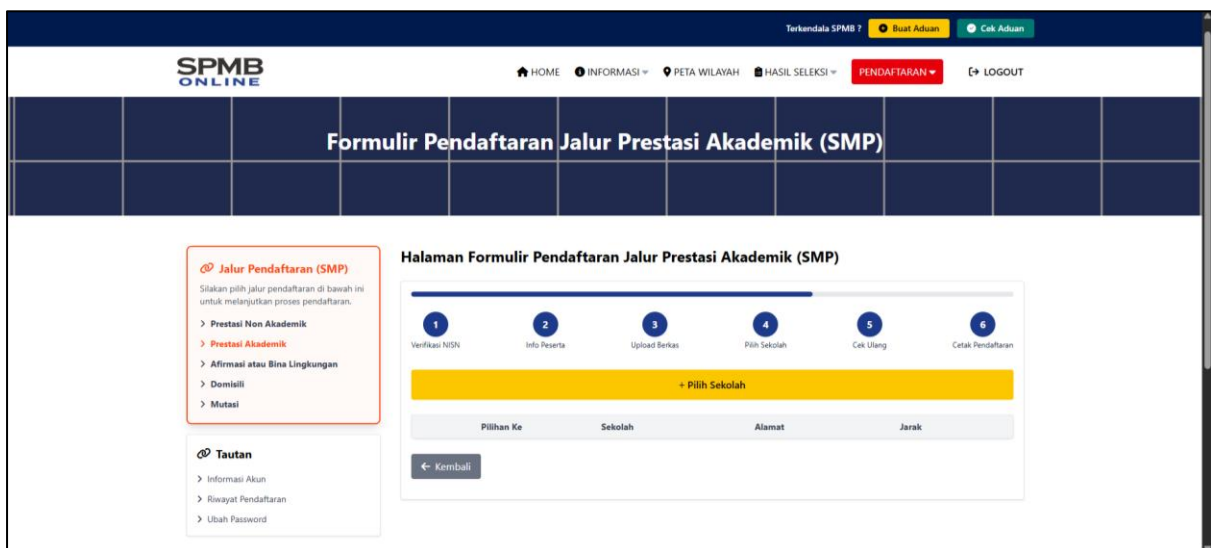 Terkendala SPMB ? Buat Aduan Cek Aduan
SPMB
ONLINE
HOME INFORMASI PETA WILAYAH HASIL SELEKSI PENDAFTARAN LOGOUT
Formulir Pendaftaran Jalur Prestasi Akademik (SMP)
Jalur Pendaftaran (SMP)
Silakan pilih jalur pendaftaran di bawah ini
untuk melanjutkan proses pendaftaran.
> Prestasi Non Akademik
> Prestasi Akademik
> Afirmasi atau Bina Lingkungan
> Domisili
> Mutasi
Tautan
> Informasi Akun
> Riwayat Pendaftaran
> Ubah Password
Halaman Formulir Pendaftaran Jalur Prestasi Akademik (SMP)
1 2 3 4 5 6
Verifikasi NISN Info Peserta Upload Berkas Pilih Sekolah Cek Ulang Cetak Pendaftaran
+ Pilih Sekolah
Pilihan Ke Sekolah Alamat Jarak
← Kembali